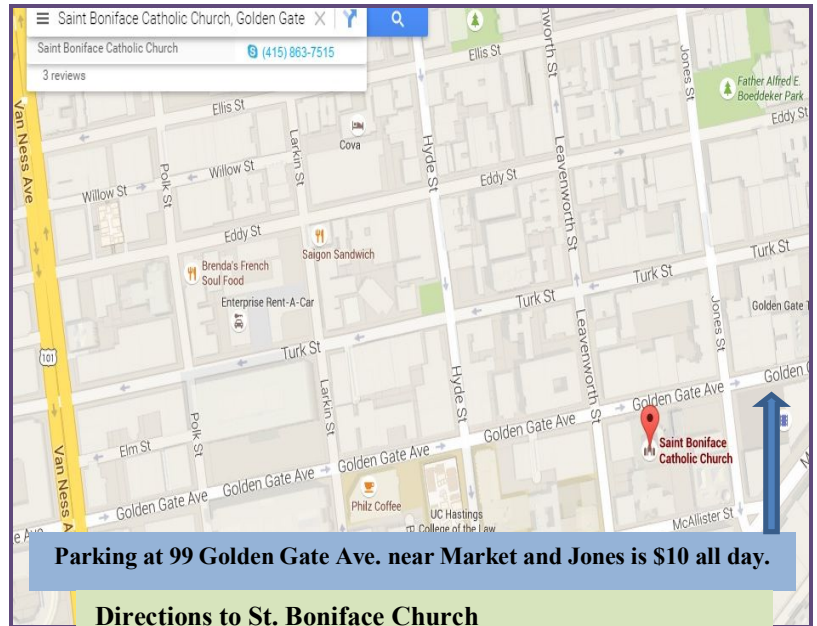 Saint Boniface Catholic Church, Golden Gate
Saint Boniface Catholic Church
(415) 863-7515
3 reviews
Ellis St
Ellis St
Father Alfred E.
Boeddeker Park
Eddy St
Van Ness Ave
Polk St
Larkin St
Cova
Hyde St
Leavenworth St
Jones St
Willow St
Willow St
Eddy St
Eddy St
Saigon Sandwich
Brenda's French
Soul Food
Enterprise Rent-A-Car
Turk St
Turk St
Turk St
Turk St
Leavenworth St
Jones St
Golden Gate
101
Larkin St
Hyde St
Golden Gate Ave
Golden
Polk St
Elm St
Golden Gate Ave
Golden Gate Ave
Golden Gate Ave
Golden Gate Ave
Saint Boniface
Catholic Church
Van Ness
Philz Coffee
UC Hastings
College of the Law
McAllister St
Parking at 99 Golden Gate Ave. near Market and Jones is $10 all day.
Directions to St. Boniface Church